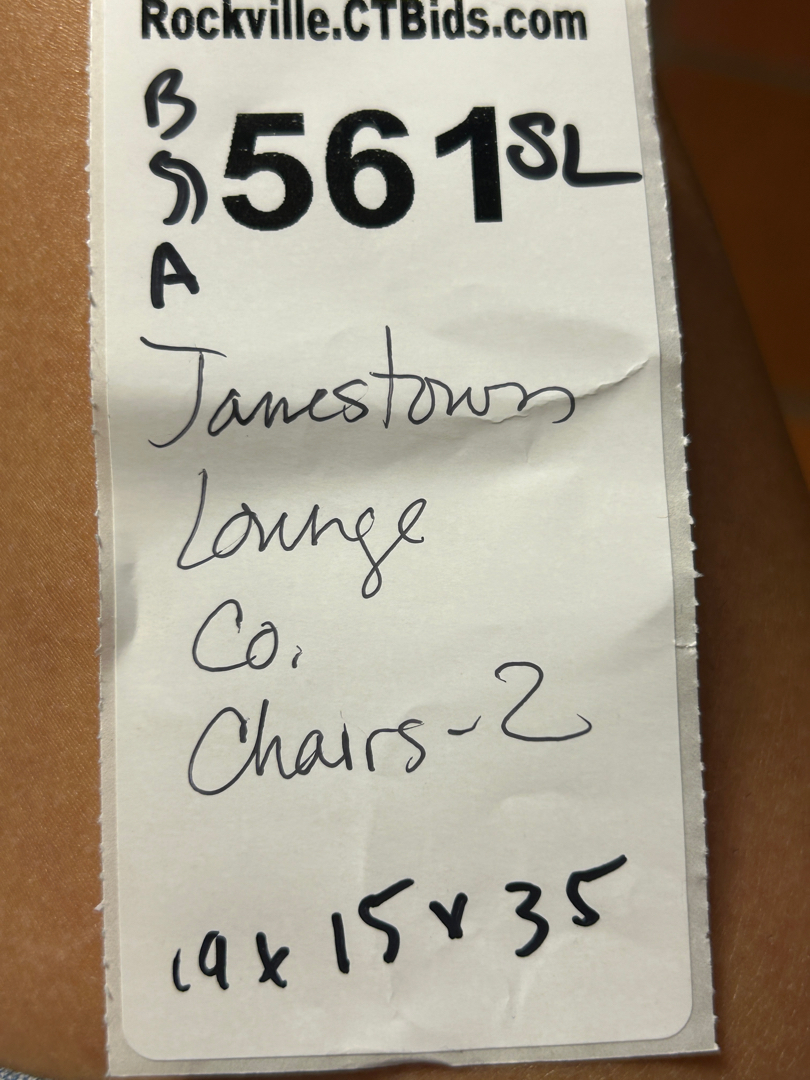 Rockville.CTBids.com
B
561 SL
A
Jamestown
Lounge
Co.
Chairs-2
19 x 15 x 35